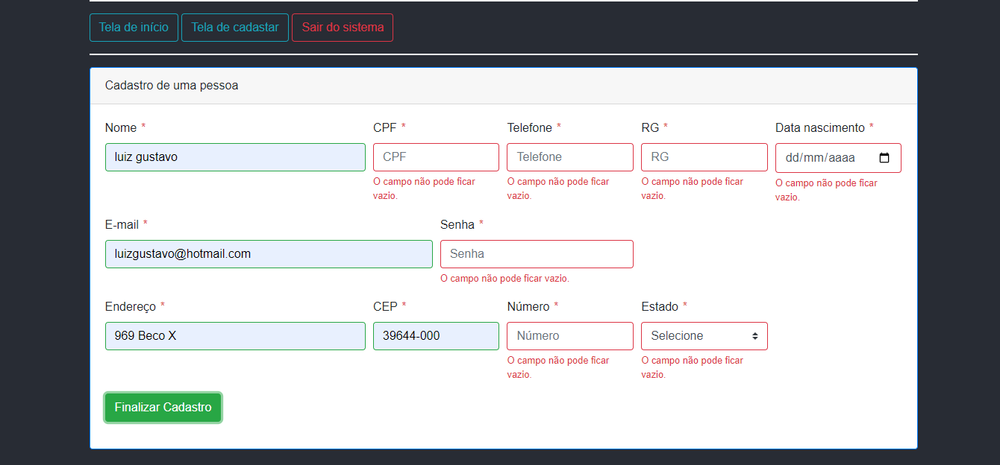 Tela de início Tela de cadastar Sair do sistema
Cadastro de uma pessoa
Nome * CPF * Telefone * RG * Data nascimento *
luiz gustavo CPF Telefone RG dd/mm/aaaa
O campo não pode ficar vazio.
O campo não pode ficar vazio.
O campo não pode ficar vazio.
O campo não pode ficar vazio.
E-mail * Senha *
luizgustavo@hotmail.com Senha
O campo não pode ficar vazio.
Endereço * CEP * Número * Estado *
969 Beco X 39644-000 Número Selecione
O campo não pode ficar vazio.
O campo não pode ficar vazio.
Finalizar Cadastro